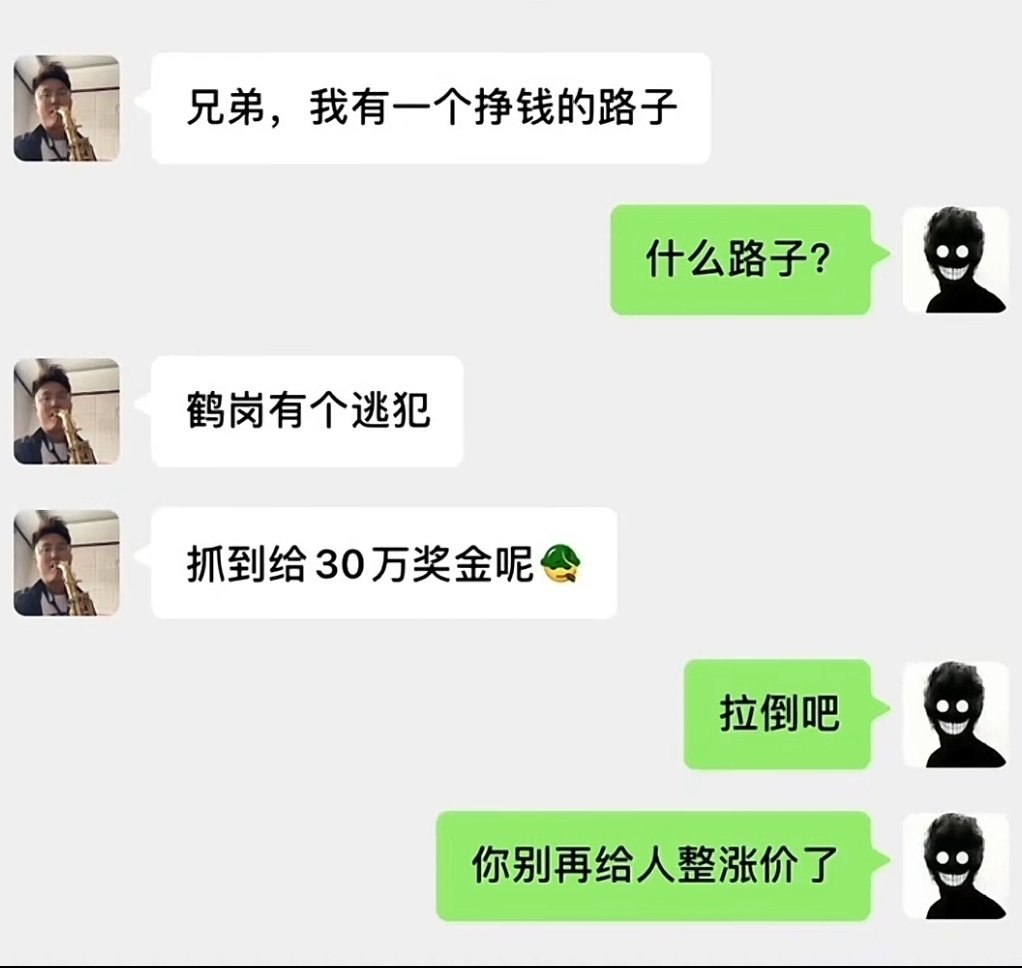 兄弟，我有一个挣钱的路子
什么路子？
鹤岗有个逃犯
抓到给30万奖金呢
拉倒吧
你别再给人整涨价了